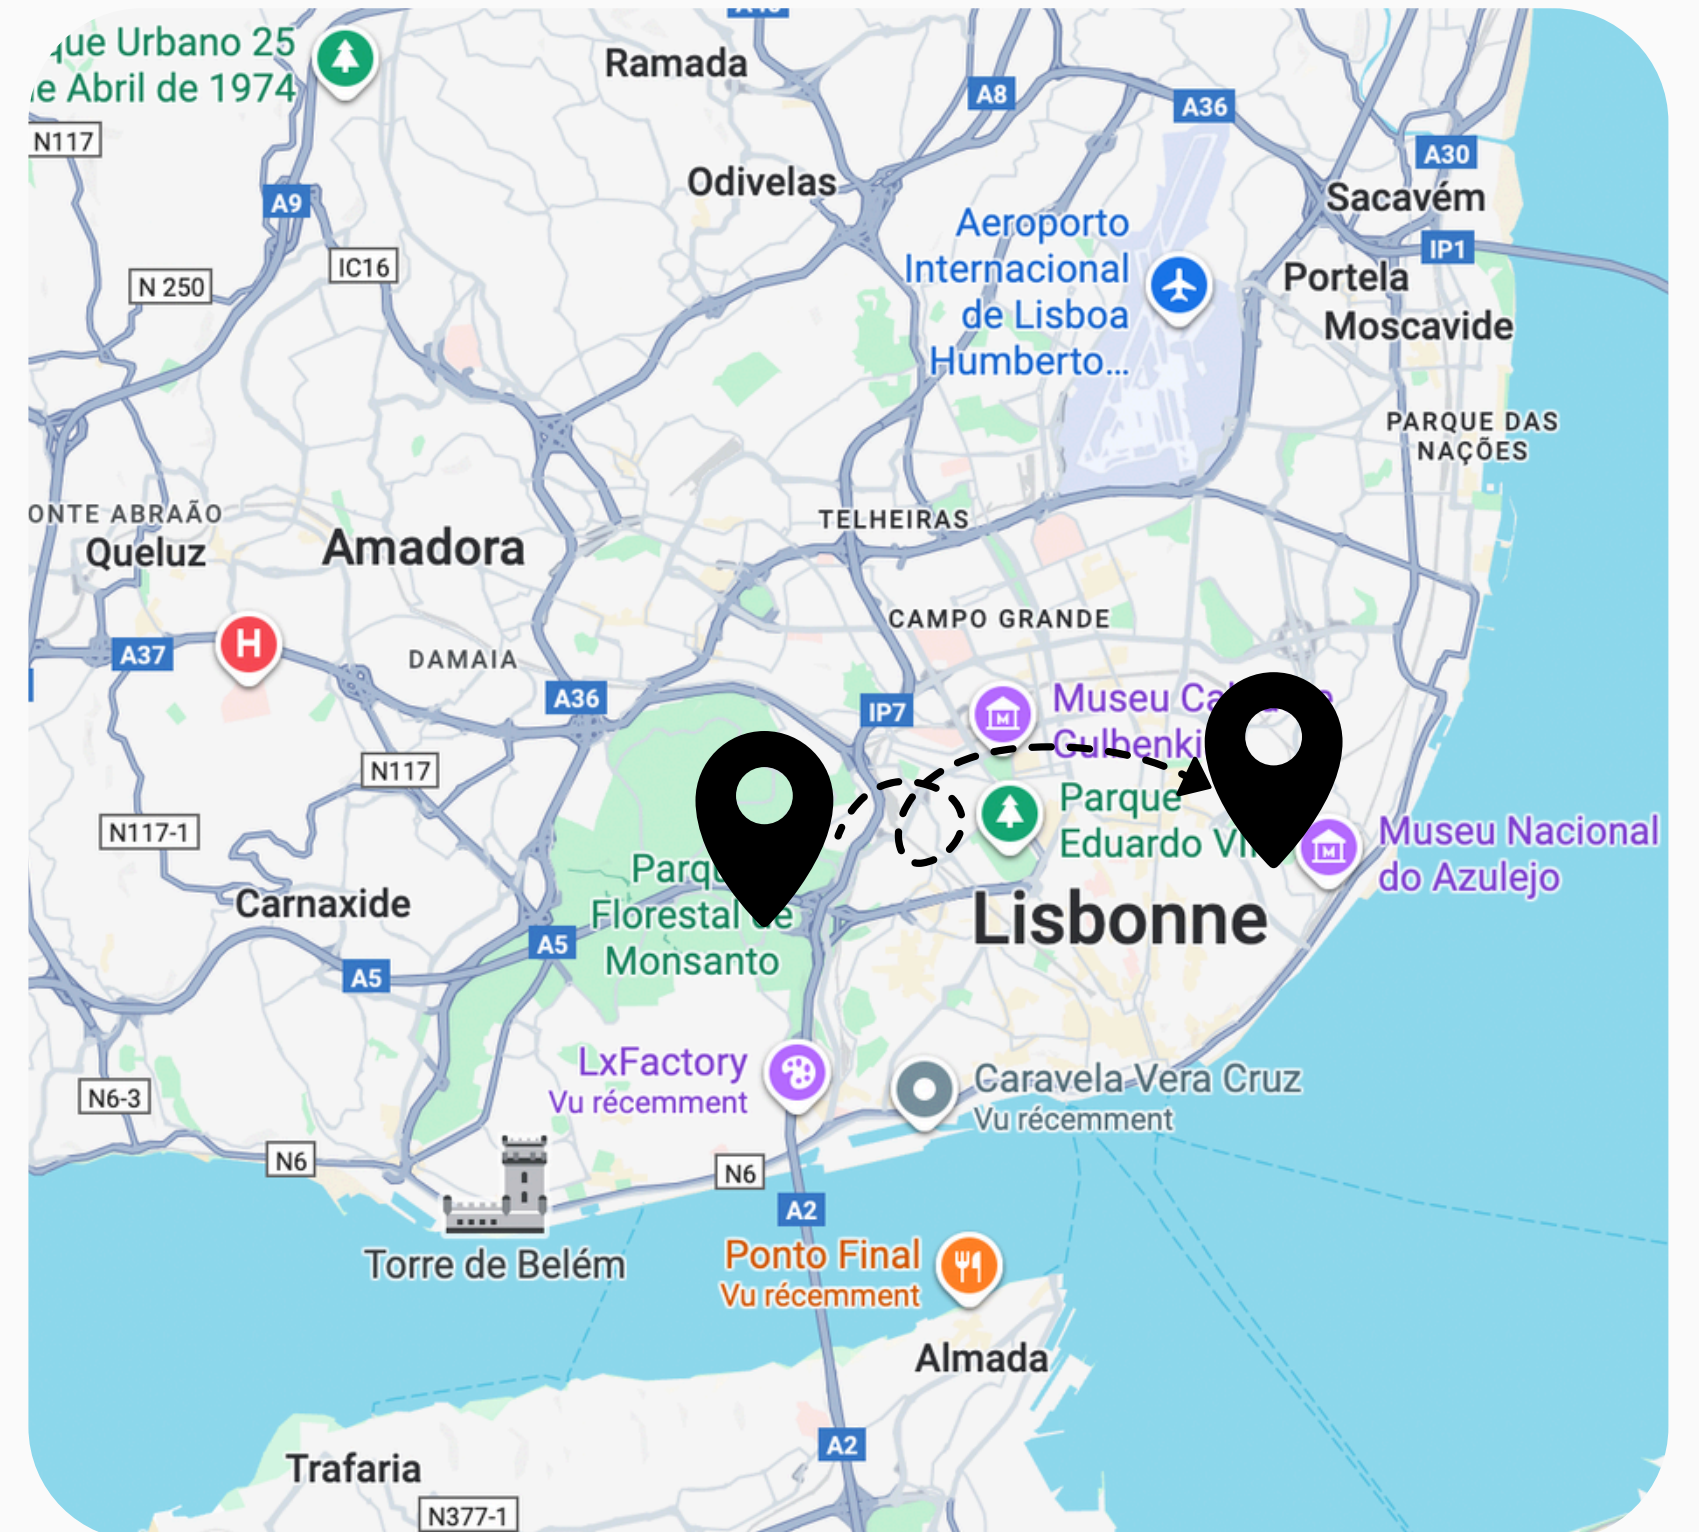 que Urbano 25
e Abril de 1974
Ramada
A8
A36
N117
A30
A9
Odivelas
Sacavém
Aeroporto
Internacional
de Lisboa
Humberto...
IP1
IC16
N 250
Portela
Moscavide
PARQUE DAS
NAÇÕES
ONTE ABRAÃO
Queluz
Amadora
TELHEIRAS
CAMPO GRANDE
H
A37
DAMAIA
A36
IP7
Museu Ca
e
Gulbenki
N117
N117-1
Parque
Eduardo VII
Museu Nacional
do Azulejo
Parqu
Florestal de
Monsanto
Carnaxide
Lisbonne
A5
A5
LxFactory
Vu récemment
Caravela Vera Cruz
Vu récemment
N6-3
N6
N6
A2
Torre de Belém
Ponto Final
Vu récemment
Almada
A2
Trafaria
N377-1